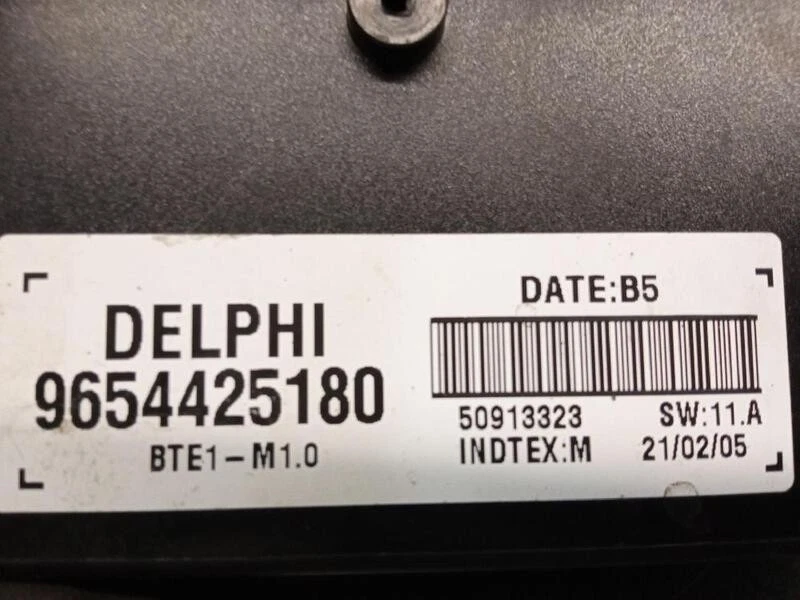 DELPHI
9654425180
BTE1-M1.0
DATE:B5
50913323 SW:11.A
INDTEX:M 21/02/05